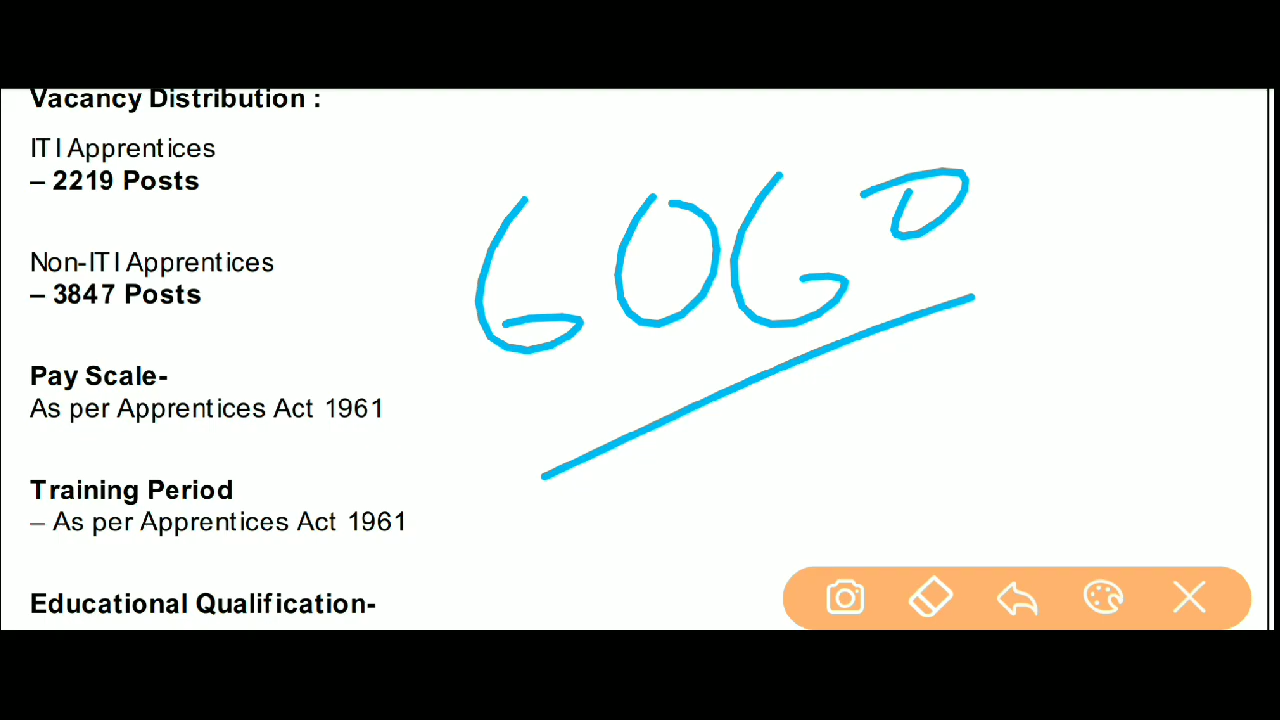 Vacancy Distribution :
ITI Apprentices
– 2219 Posts
Non-ITI Apprentices
– 3847 Posts
Pay Scale-
As per Apprentices Act 1961
Training Period
– As per Apprentices Act 1961
Educational Qualification-